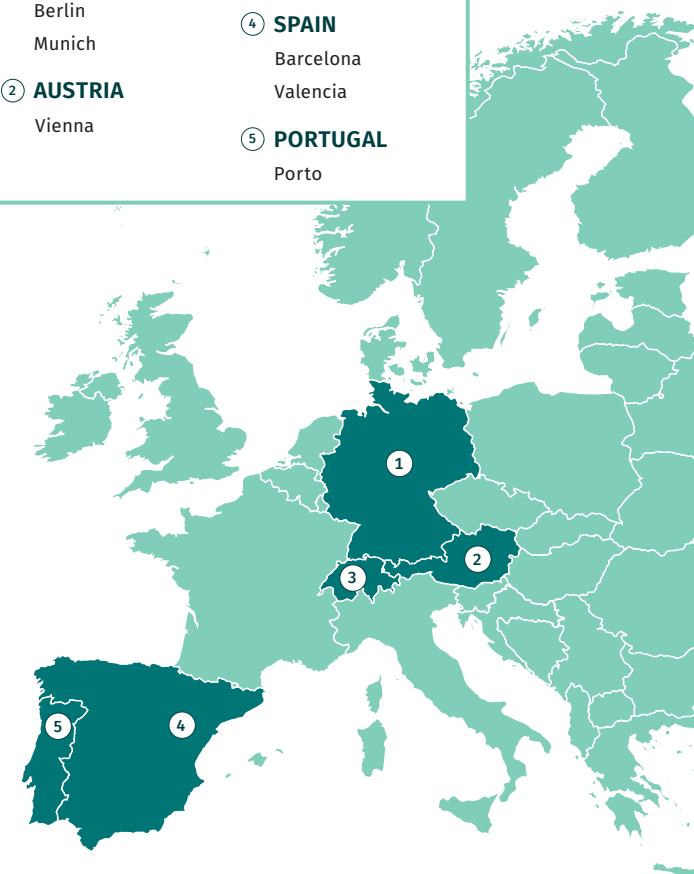 Berlin
Munich
2 AUSTRIA
Vienna
4 SPAIN
Barcelona
Valencia
5 PORTUGAL
Porto
1
2
3
4
5